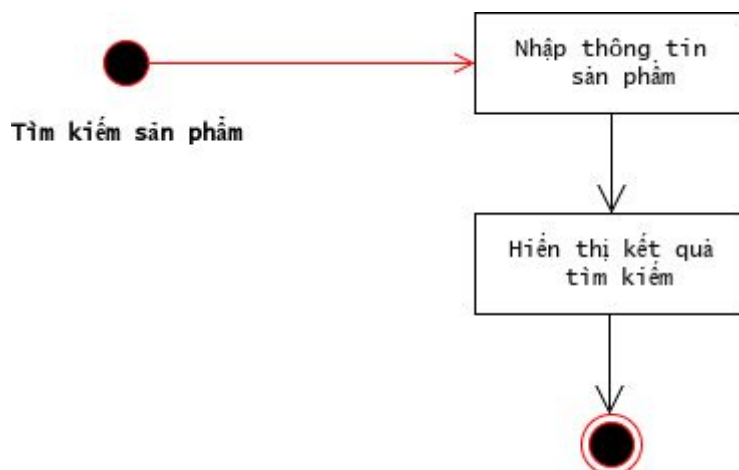 Nhập thông tin
sản phẩm
Tìm kiếm sản phẩm
Hiển thị kết quả
tìm kiếm